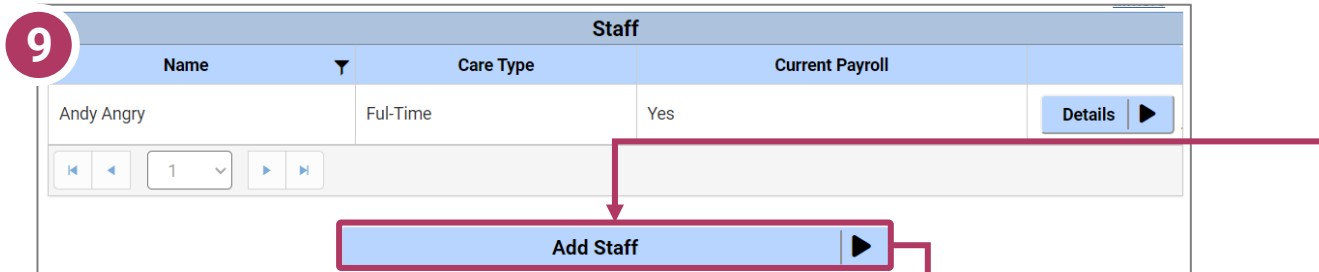 9
Staff
Name Care Type Current Payroll
Andy Angry Ful-Time Yes Details
1
Add Staff